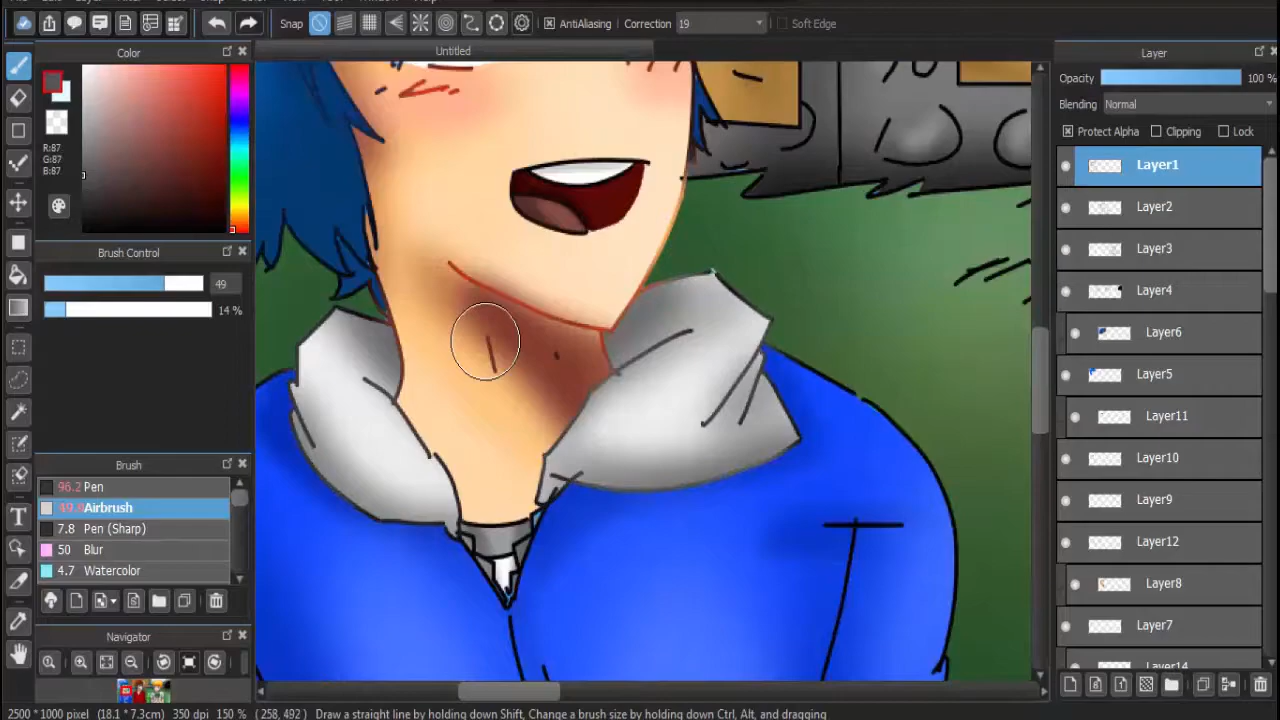 Snap AntiAliasing Correction 19 Soft Edge
Color
Untitled
Layer
R:87
G:87
B:87
Opacity 100 %
Blending Normal
Protect Alpha Clipping Lock
Layer1
Layer2
Layer3
Layer4
Layer6
Layer5
Layer11
Layer10
Layer9
Layer12
Layer8
Layer7
Brush Control
49
14 %
Brush
96.2 Pen
Airbrush
7.8 Pen (Sharp)
50 Blur
4.7 Watercolor
Navigator
2500 * 1000 pixel (18.1 * 7.3cm) 350 dpi 150 % ( 258, 492 ) Draw a straight line by holding down Shift, Change a brush size by holding down Ctrl, Alt, and dragging